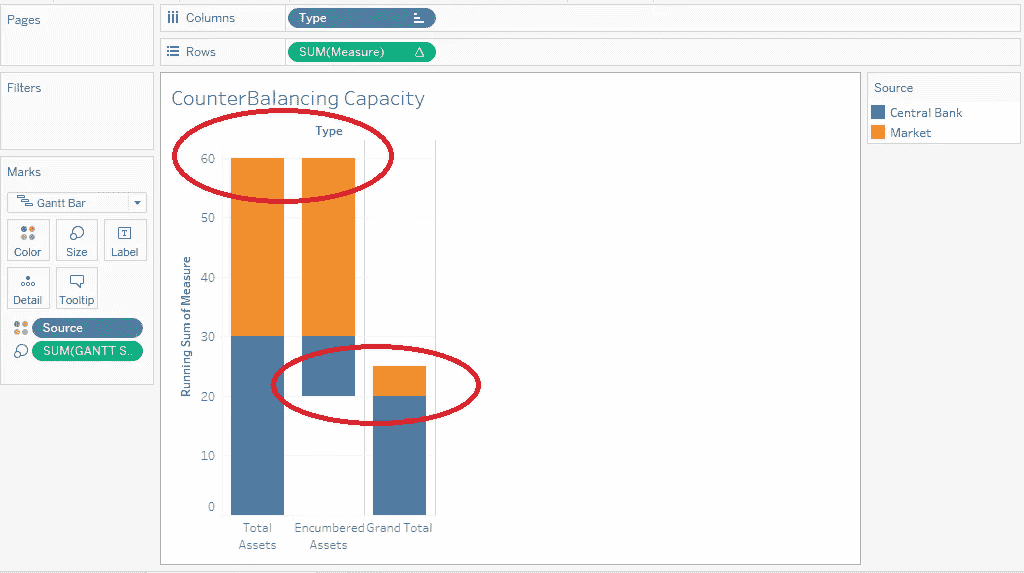 Pages
Columns
Type
Rows
SUM(Measure)
Filters
Marks
Gantt Bar
Color
Size
Label
Detail
Tooltip
Source
SUM(GANTT S..
CounterBalancing Capacity
Type
Running Sum of Measure
60
50
40
30
20
10
0
Total
Assets
Encumbered
Assets
Grand Total
Source
Central Bank
Market